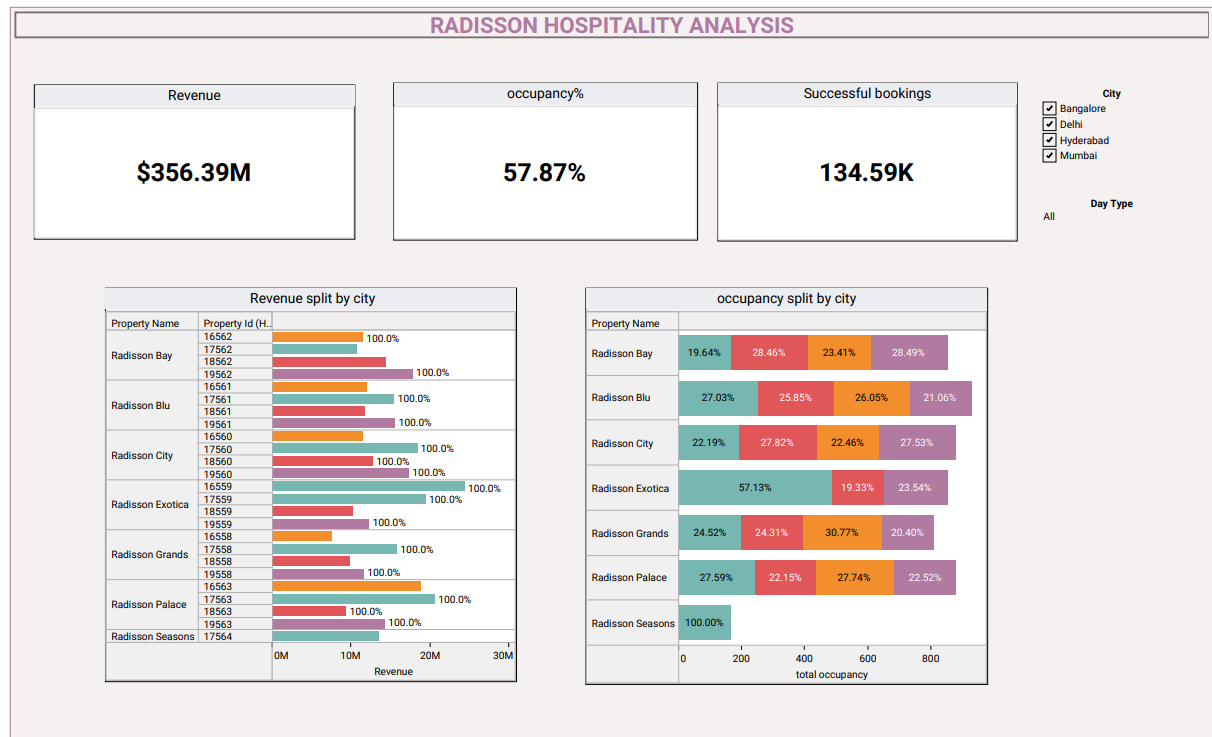 RADISSON HOSPITALITY ANALYSIS
Revenue
$356.39M
occupancy%
57.87%
Successful bookings
134.59K
City
Bangalore
Delhi
Hyderabad
Mumbai
Day Type
All
Revenue split by city
Property Name Property Id (H..
Radisson Bay
16562 100.0%
17562
18562
19562 100.0%
Radisson Blu
16561
17561 100.0%
18561
19561 100.0%
Radisson City
16560
17560 100.0%
18560 100.0%
19560 100.0%
Radisson Exotica
16559 100.0%
17559 100.0%
18559
19559 100.0%
Radisson Grands
16558
17558 100.0%
18558
19558 100.0%
Radisson Palace
16563
17563 100.0%
18563 100.0%
19563 100.0%
Radisson Seasons 17564
0M 10M 20M 30M
Revenue
occupancy split by city
Property Name
Radisson Bay 19.64% 28.46% 23.41% 28.49%
Radisson Blu 27.03% 25.85% 26.05% 21.06%
Radisson City 22.19% 27.82% 22.46% 27.53%
Radisson Exotica 57.13% 19.33% 23.54%
Radisson Grands 24.52% 24.31% 30.77% 20.40%
Radisson Palace 27.59% 22.15% 27.74% 22.52%
Radisson Seasons 100.00%
0 200 400 600 800
total occupancy